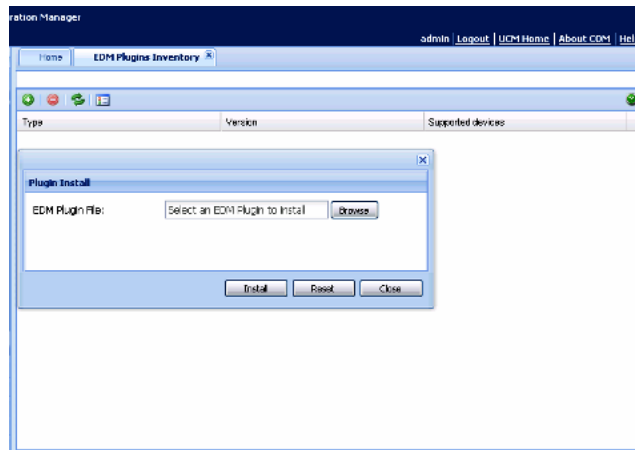 ration Manager
admin | Logout | UCM Home | About COM | Hel
Home
EDM Plugins Inventory
Type Version Supported devices
Plugin Install
EDM Plugin File: Select an EDM Plugin to Install Browse
Install Reset Close